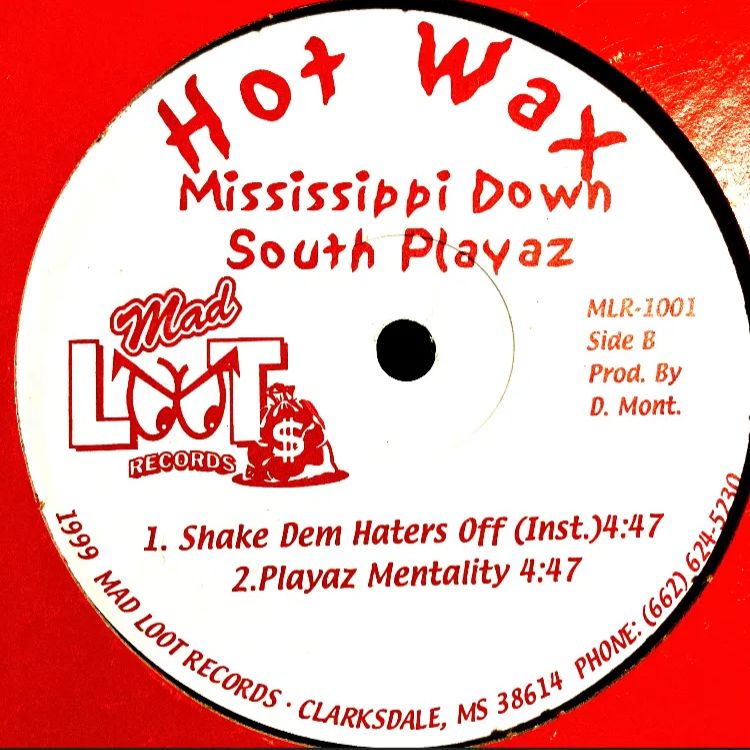 Hot Wax
Mississippi Down
South Playaz
Mad
LOOT
$
RECORDS
MLR-1001
Side B
Prod. By
D. Mont.
1. Shake Dem Haters Off (Inst.)4:47
2.Playaz Mentality 4:47
1999 MAD LOOT RECORDS · CLARKSDALE, MS 38614 PHONE: (662) 624-5230